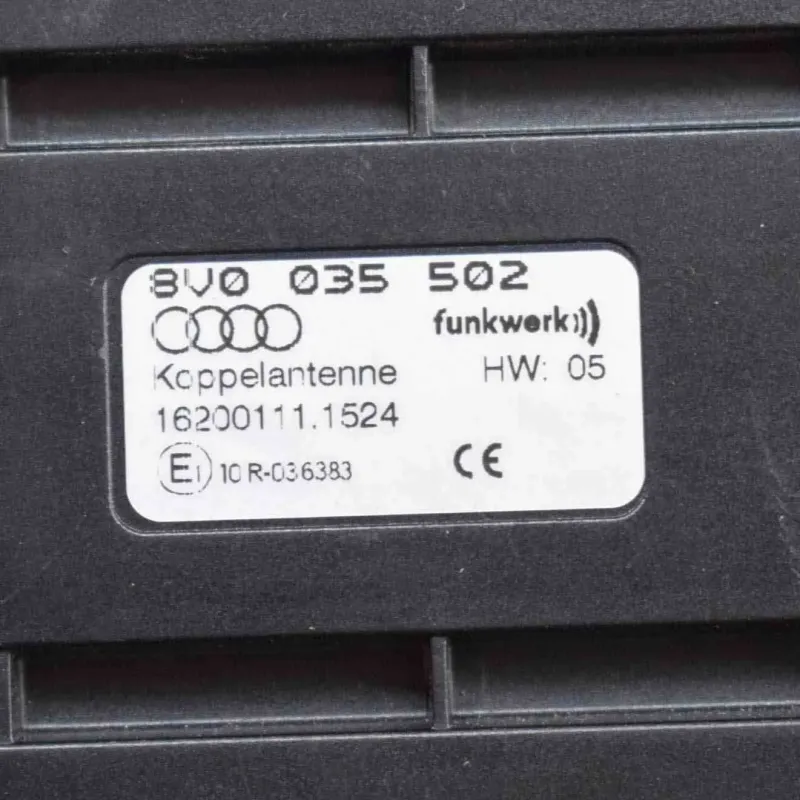 8V0 035 502
funkwerk
Koppelantenne HW: 05
16200111.1524
E1 10 R-036383 CE